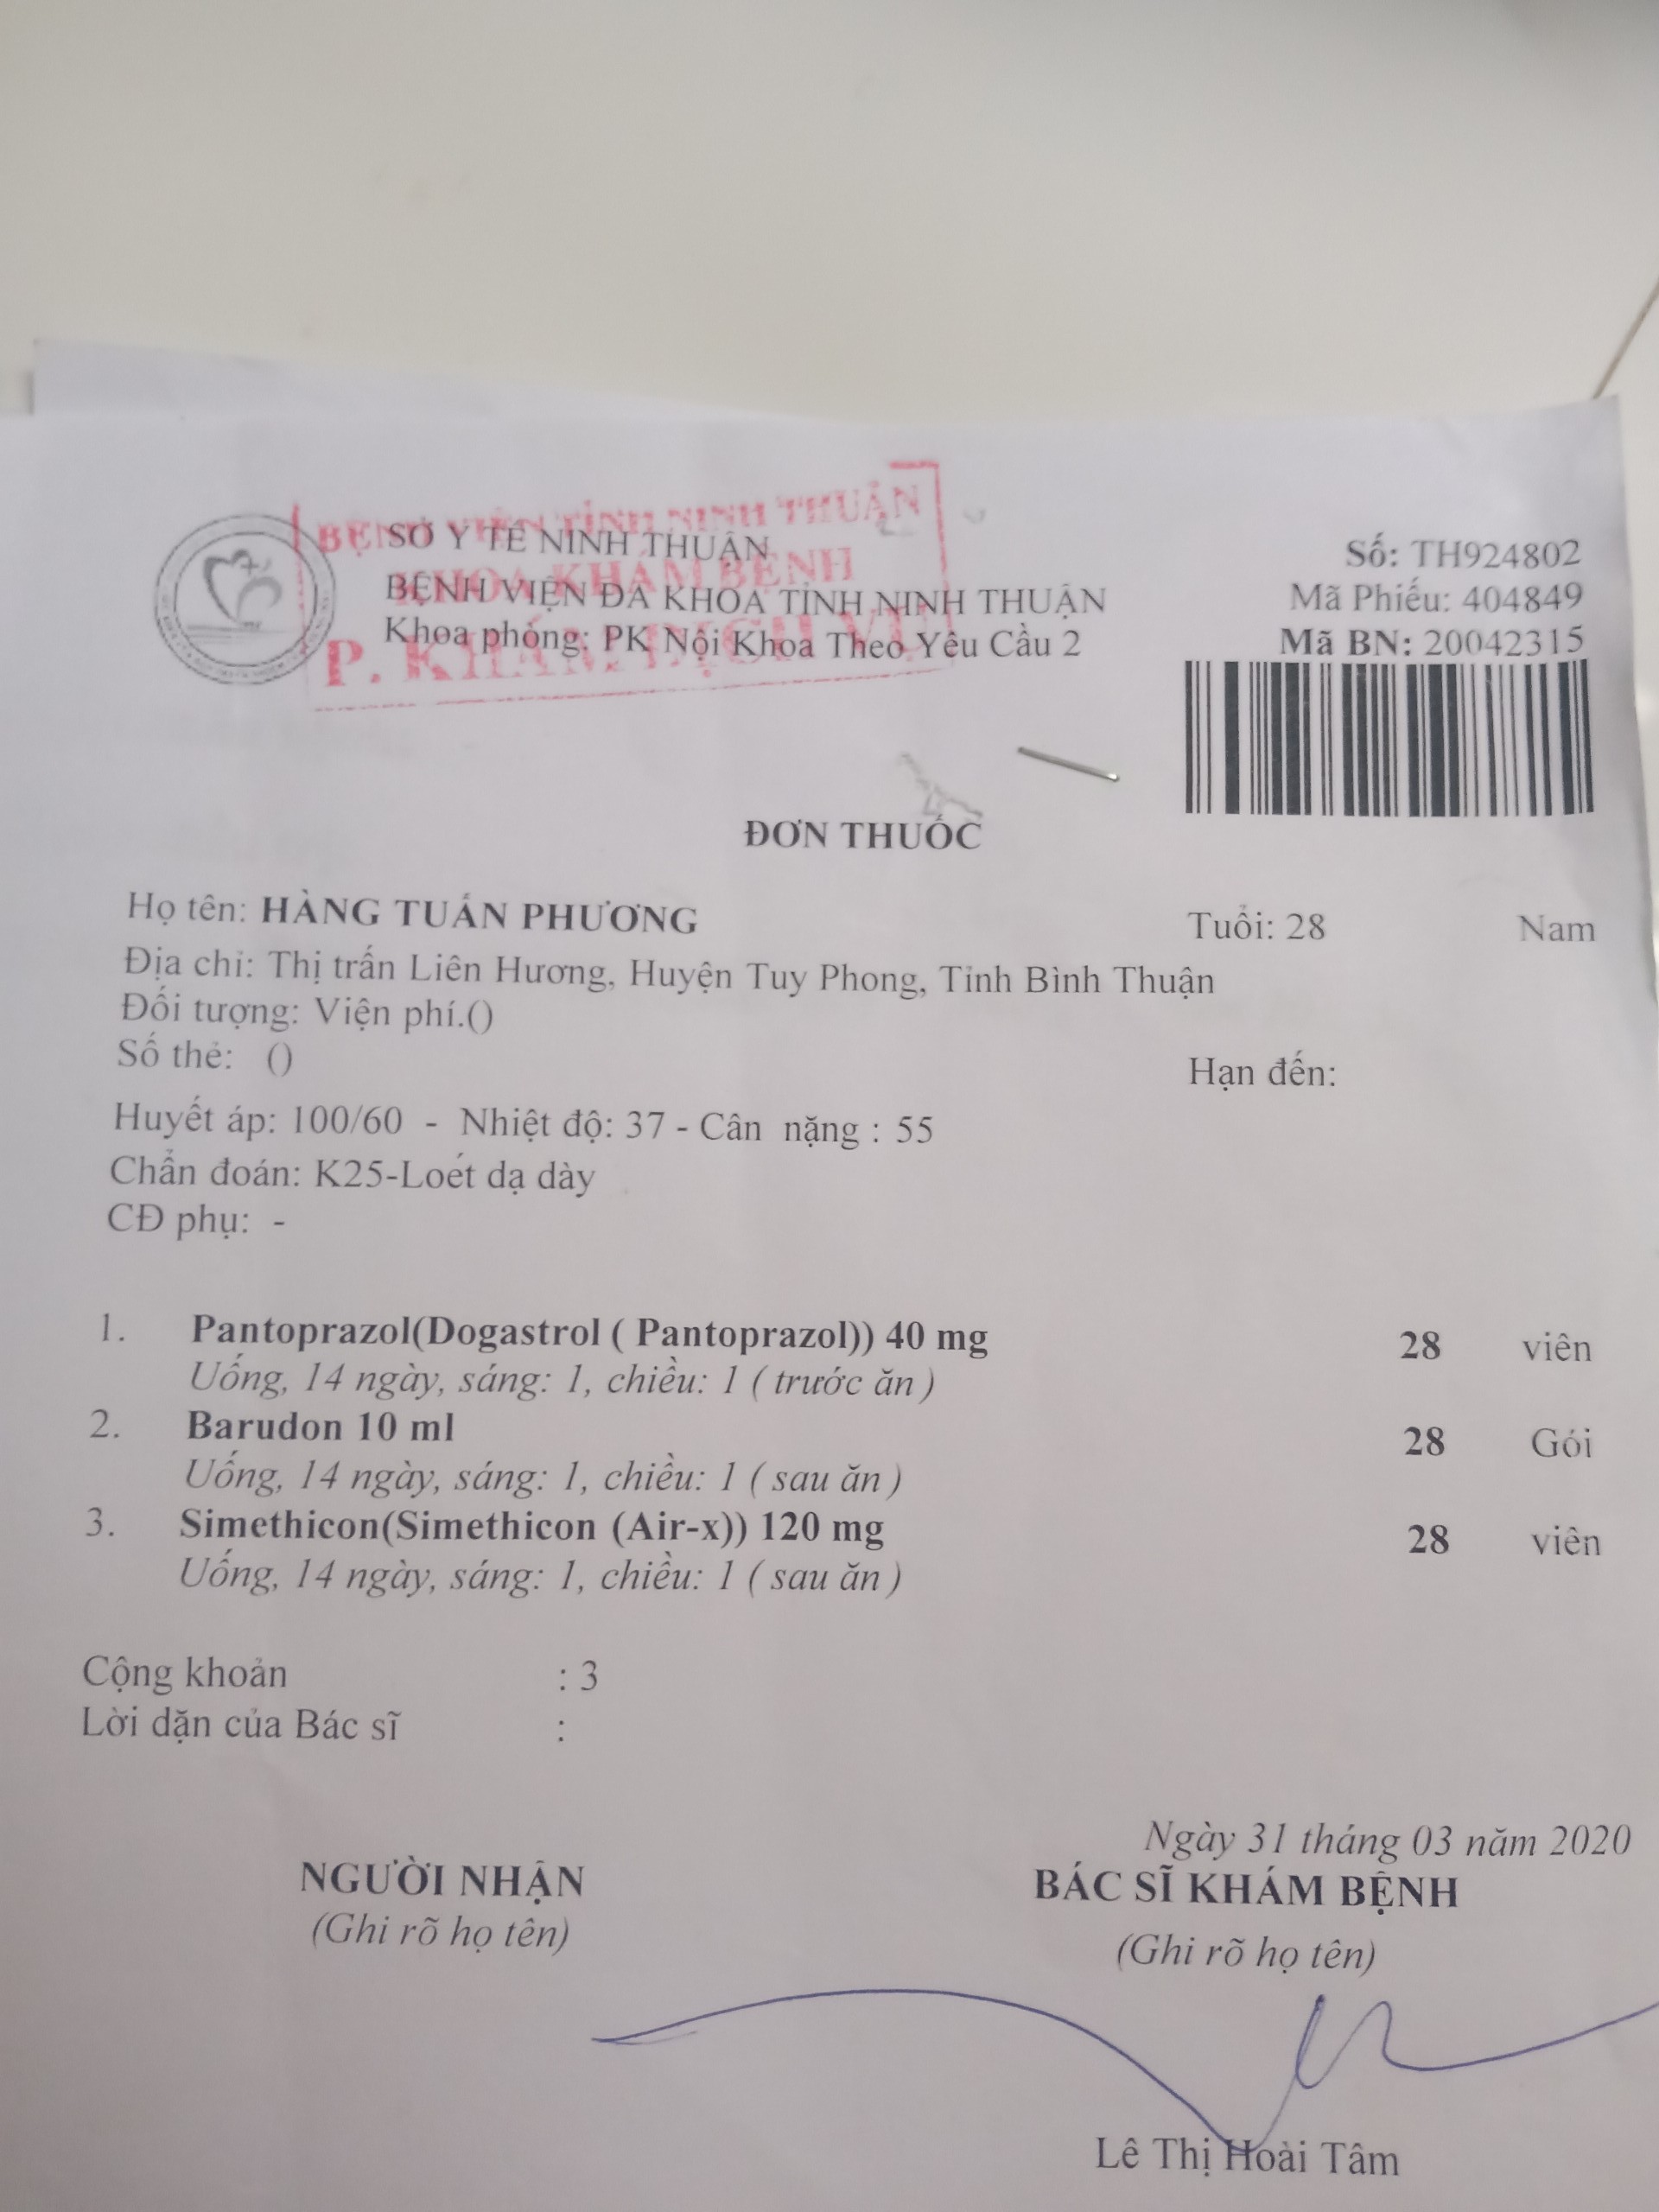 BỆNH VIỆN TỈNH NINH THUẬN
KHOA KHÁM BỆNH
P. KHÁM DỊCH VỤ
SỞ Y TẾ NINH THUẬN
BỆNH VIỆN ĐA KHOA TỈNH NINH THUẬN
Khoa phòng: PK Nội Khoa Theo Yêu Cầu 2
Số: TH924802
Mã Phiếu: 404849
Mã BN: 20042315
ĐƠN THUỐC
Họ tên: HÀNG TUẤN PHƯƠNG Tuổi: 28 Nam
Địa chỉ: Thị trấn Liên Hương, Huyện Tuy Phong, Tỉnh Bình Thuận
Đối tượng: Viện phí.()
Số thẻ: () Hạn đến:
Huyết áp: 100/60 - Nhiệt độ: 37 - Cân nặng : 55
Chẩn đoán: K25-Loét dạ dày
CĐ phụ: -
1. Pantoprazol(Dogastrol ( Pantoprazol)) 40 mg 28 viên
Uống, 14 ngày, sáng: 1, chiều: 1 ( trước ăn )
2. Barudon 10 ml 28 Gói
Uống, 14 ngày, sáng: 1, chiều: 1 ( sau ăn )
3. Simethicon(Simethicon (Air-x)) 120 mg 28 viên
Uống, 14 ngày, sáng: 1, chiều: 1 ( sau ăn )
Cộng khoản : 3
Lời dặn của Bác sĩ :
Ngày 31 tháng 03 năm 2020
NGƯỜI NHẬN BÁC SĨ KHÁM BỆNH
(Ghi rõ họ tên) (Ghi rõ họ tên)
Lê Thị Hoài Tâm